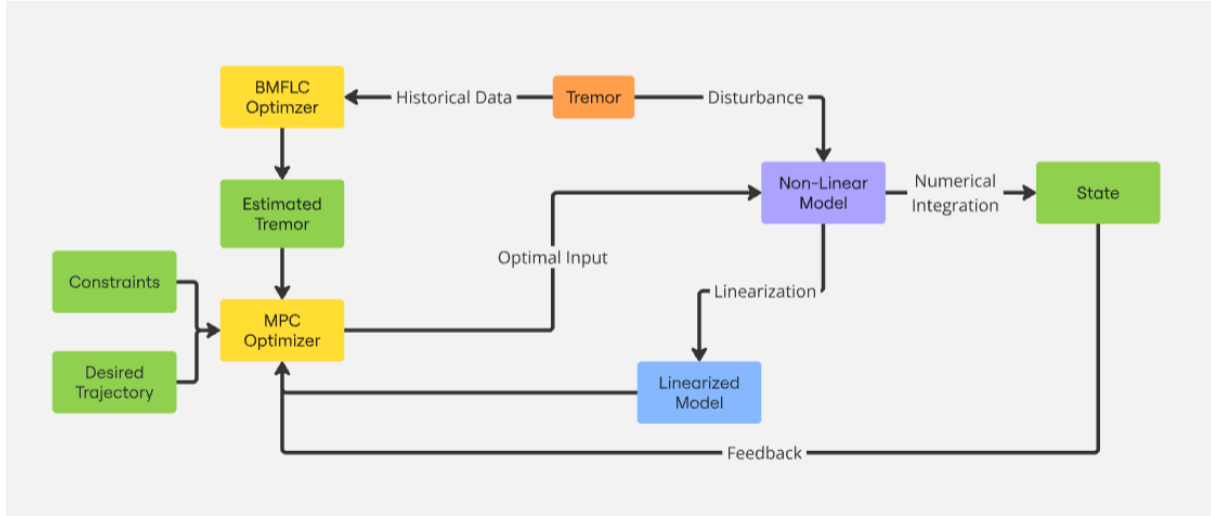 BMFLC
Optimzer
Historical Data
Tremor
Disturbance
Estimated
Tremor
Non-Linear
Model
Numerical
Integration
State
Constraints
Optimal Input
Linearization
MPC
Optimizer
Desired
Trajectory
Linearized
Model
Feedback